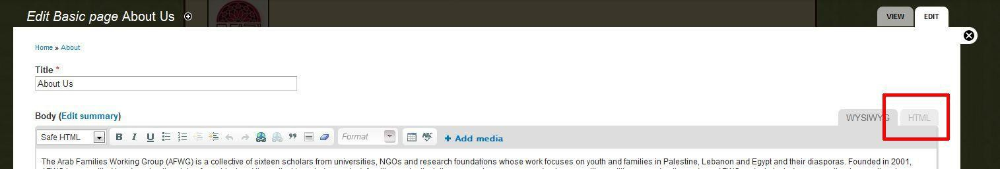 Edit Basic page About Us
VIEW EDIT
Home » About
Title *
About Us
Body (Edit summary)
WYSIWYG HTML
Safe HTML B I U Format ABC Add media
The Arab Families Working Group (AFWG) is a collective of sixteen scholars from universities, NGOs and research foundations whose work focuses on youth and families in Palestine, Lebanon and Egypt and their diasporas. Founded in 2001,